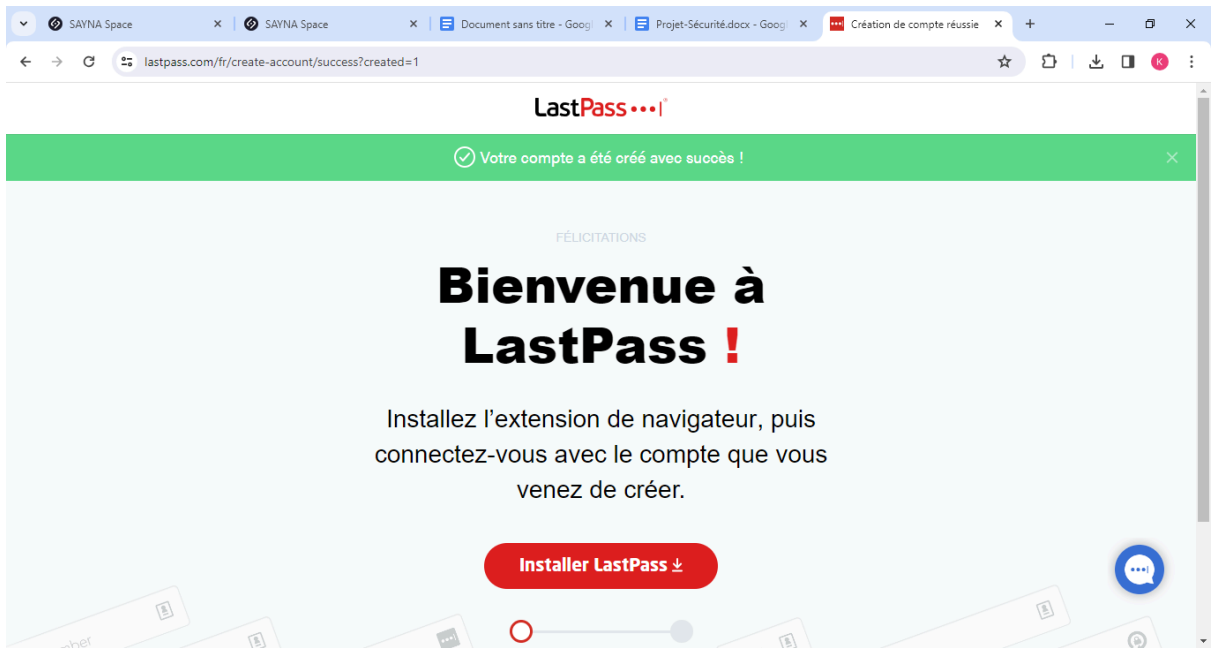 SAYNA Space
SAYNA Space
Document sans titre - Goog
Projet-Sécurité.docx - Goog
Création de compte réussie
lastpass.com/fr/create-account/success?created=1
K
LastPass
Votre compte a été créé avec succès !
FÉLICITATIONS
Bienvenue à
LastPass !
Installez l’extension de navigateur, puis
connectez-vous avec le compte que vous
venez de créer.
Installer LastPass